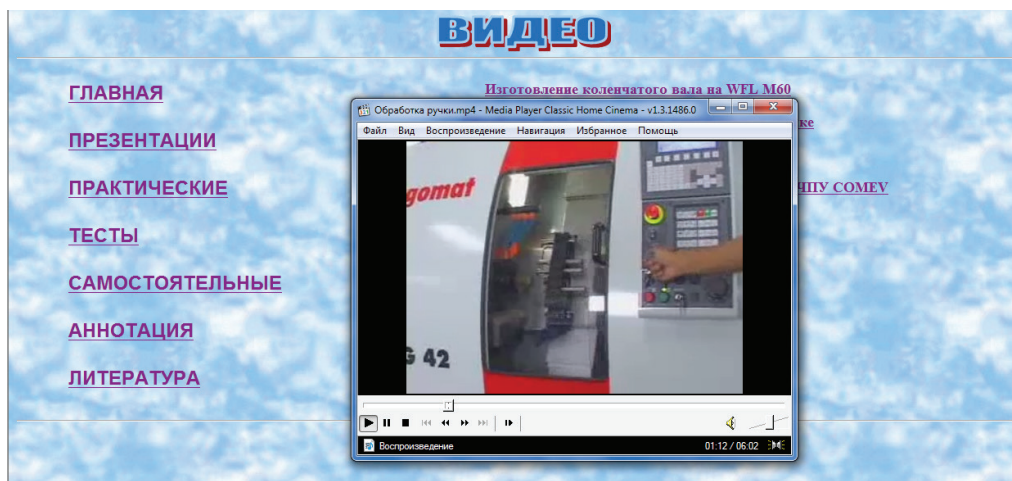 ВИДЕО
ГЛАВНАЯ
ПРЕЗЕНТАЦИИ
ПРАКТИЧЕСКИЕ
ТЕСТЫ
САМОСТОЯТЕЛЬНЫЕ
АННОТАЦИЯ
ЛИТЕРАТУРА
Изготовление коленчатого вала на WFL M60
ке
ЧПУ COMEV
Обработка ручки.mp4 - Media Player Classic Home Cinema - v1.3.1486.0
Файл Вид Воспроизведение Навигация Избранное Помощь
gomat
G 42
Воспроизведение 01:12 / 06:02